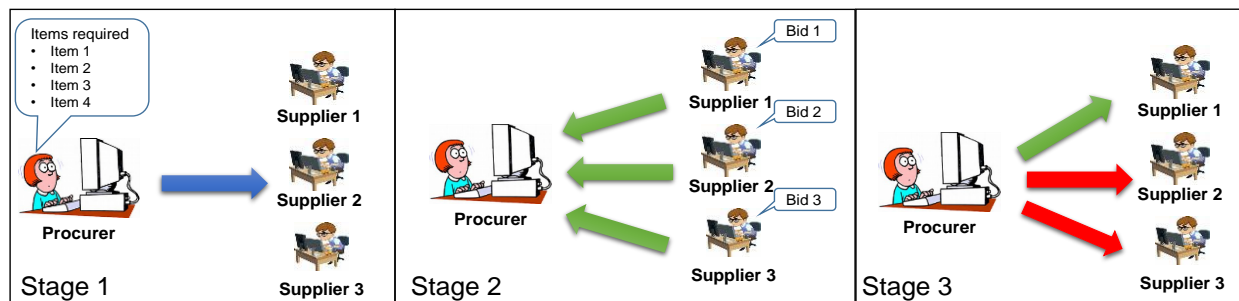 Items required
• Item 1
• Item 2
• Item 3
• Item 4
Procurer
Supplier 1
Supplier 2
Supplier 3
Stage 1
Bid 1
Supplier 1
Bid 2
Procurer
Supplier 2
Bid 3
Supplier 3
Stage 2
Supplier 1
Procurer
Supplier 2
Supplier 3
Stage 3